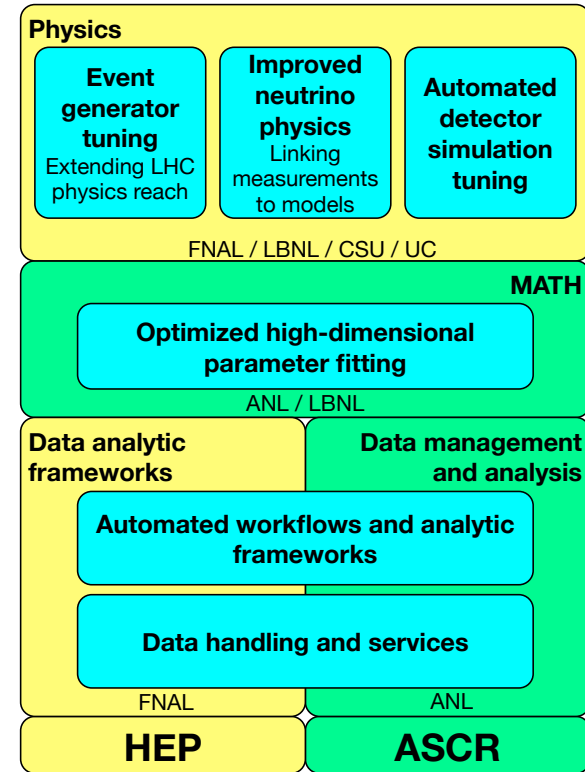 Physics
Event
generator
tuning
Extending LHC
physics reach
Improved
neutrino
physics
Linking
measurements
to models
Automated
detector
simulation
tuning
FNAL / LBNL / CSU / UC
MATH
Optimized high-dimensional
parameter fitting
ANL / LBNL
Data analytic
frameworks
Data management
and analysis
Automated workflows and analytic
frameworks
Data handling and services
FNAL
ANL
HEP
ASCR